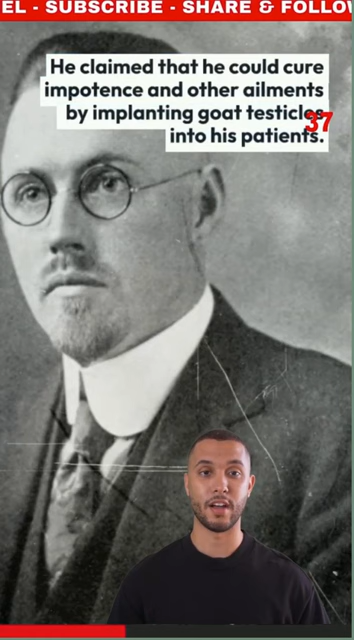 EL - SUBSCRIBE - SHARE & FOLLO
He claimed that he could cure
impotence and other ailments
by implanting goat testicles
into his patients.
37